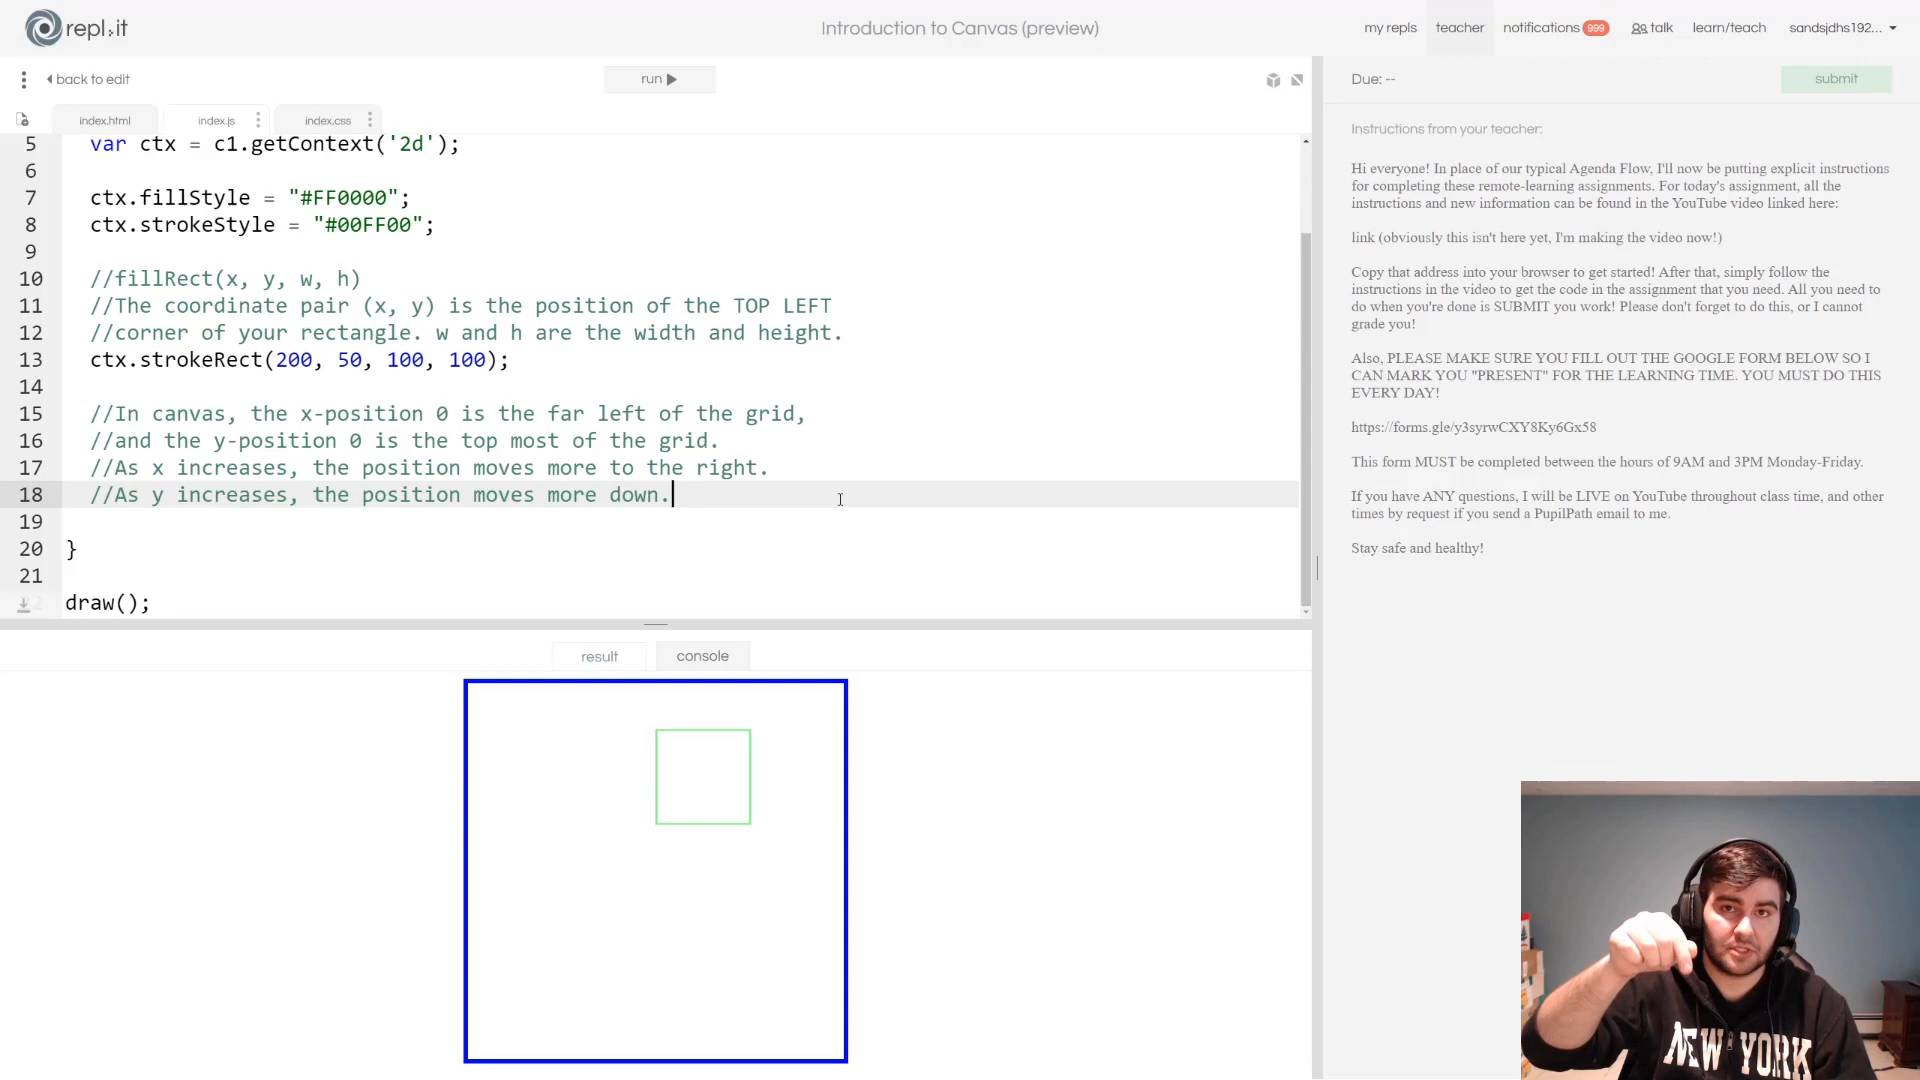 repl.it
Introduction to Canvas (preview)
my repls
teacher
notifications 999
talk
learn/teach
sandsjdhs192...
back to edit
run
Due: --
submit
index.html
index.js
index.css
Instructions from your teacher:
5 var ctx = c1.getContext('2d');
6
7 ctx.fillStyle = "#FF0000";
8 ctx.strokeStyle = "#00FF00";
9
10 //fillRect(x, y, w, h)
11 //The coordinate pair (x, y) is the position of the TOP LEFT
12 //corner of your rectangle. w and h are the width and height.
13 ctx.strokeRect(200, 50, 100, 100);
14
15 //In canvas, the x-position 0 is the far left of the grid,
16 //and the y-position 0 is the top most of the grid.
17 //As x increases, the position moves more to the right.
18 //As y increases, the position moves more down.
19
20 }
21
draw();
Hi everyone! In place of our typical Agenda Flow, I'll now be putting explicit instructions
for completing these remote-learning assignments. For today's assignment, all the
instructions and new information can be found in the YouTube video linked here:
link (obviously this isn't here yet, I'm making the video now!)
Copy that address into your browser to get started! After that, simply follow the
instructions in the video to get the code in the assignment that you need. All you need to
do when you're done is SUBMIT you work! Please don't forget to do this, or I cannot
grade you!
Also, PLEASE MAKE SURE YOU FILL OUT THE GOOGLE FORM BELOW SO I
CAN MARK YOU "PRESENT" FOR THE LEARNING TIME. YOU MUST DO THIS
EVERY DAY!
https://forms.gle/y3syrwCXY8Ky6Gx58
This form MUST be completed between the hours of 9AM and 3PM Monday-Friday.
If you have ANY questions, I will be LIVE on YouTube throughout class time, and other
times by request if you send a PupilPath email to me.
Stay safe and healthy!
result
console
NEW YORK